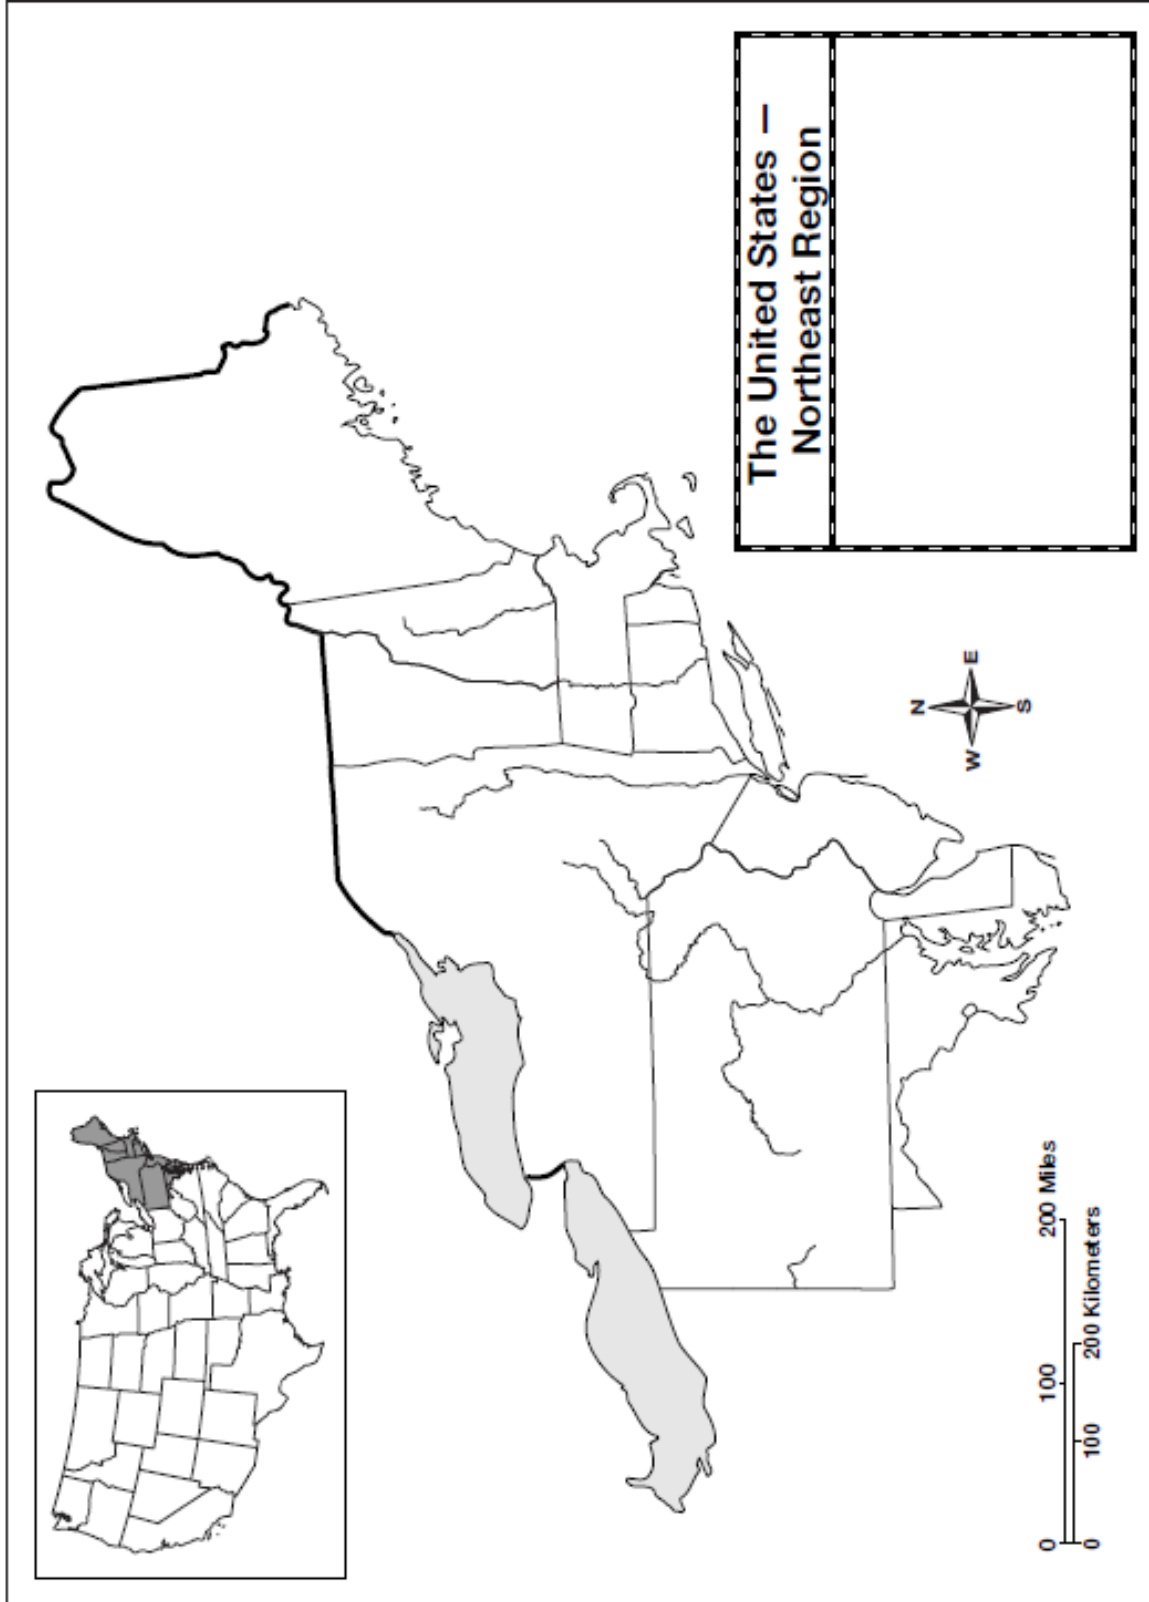 The United States —
Northeast Region
N
W
E
S
0
100
200 Miles
0
100
200 Kilometers